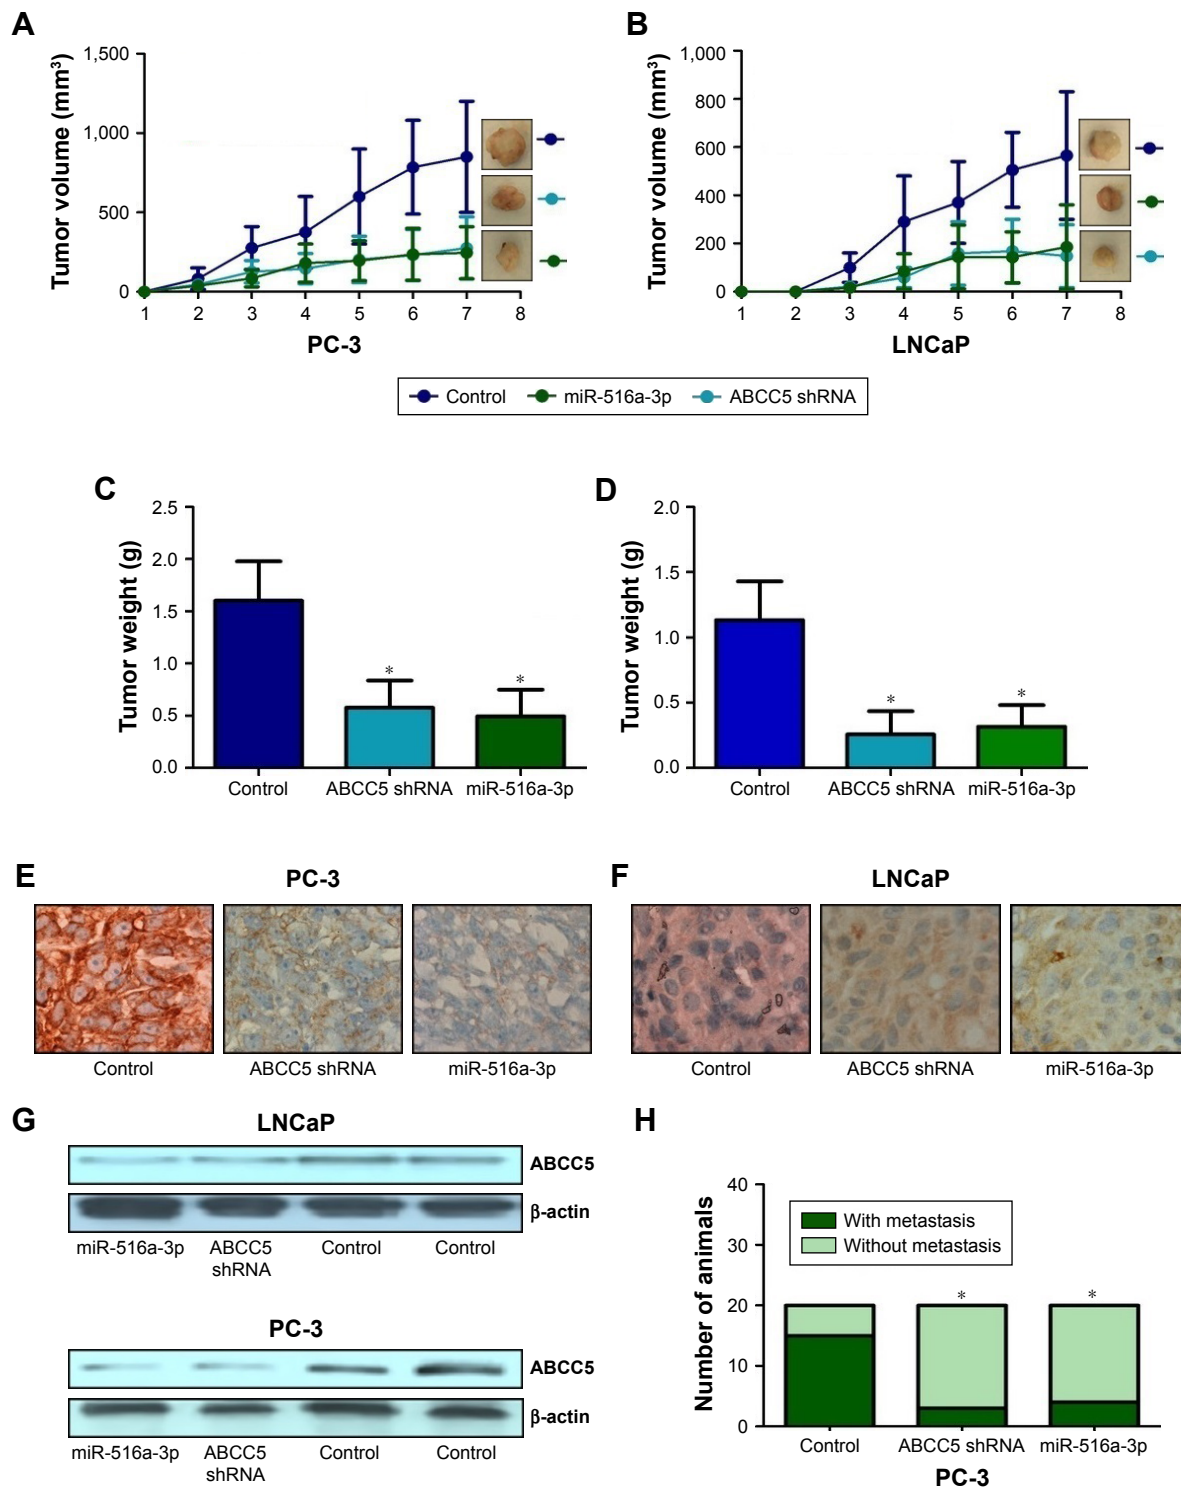 A
Tumor volume (mm³)
1,500
1,000
500
0
1 2 3 4 5 6 7 8
PC-3
B
Tumor volume (mm³)
1,000
800
600
400
200
0
1 2 3 4 5 6 7 8
LNCaP
Control miR-516a-3p ABCC5 shRNA
C
Tumor weight (g)
2.5
2.0
1.5
1.0
0.5
0.0
* *
Control ABCC5 shRNA miR-516a-3p
D
Tumor weight (g)
2.0
1.5
1.0
0.5
0.0
* *
Control ABCC5 shRNA miR-516a-3p
E
PC-3
Control ABCC5 shRNA miR-516a-3p
F
LNCaP
Control ABCC5 shRNA miR-516a-3p
G
LNCaP
ABCC5
β-actin
miR-516a-3p ABCC5 Control Control
shRNA
PC-3
ABCC5
β-actin
miR-516a-3p ABCC5 Control Control
shRNA
H
Number of animals
40
30
20
10
0
With metastasis
Without metastasis
* *
Control ABCC5 shRNA miR-516a-3p
PC-3